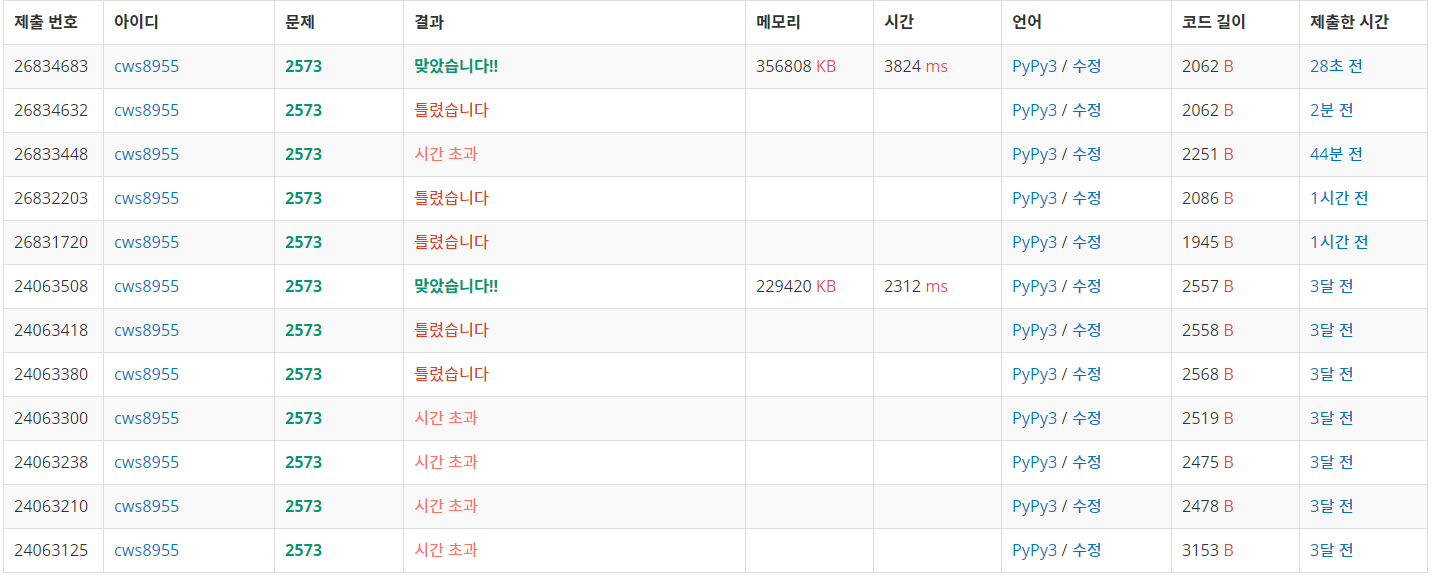 제출 번호 아이디 문제 결과 메모리 시간 언어 코드 길이 제출한 시간
26834683 cws8955 2573 맞았습니다!! 356808 KB 3824 ms PyPy3 / 수정 2062 B 28초 전
26834632 cws8955 2573 틀렸습니다 PyPy3 / 수정 2062 B 2분 전
26833448 cws8955 2573 시간 초과 PyPy3 / 수정 2251 B 44분 전
26832203 cws8955 2573 틀렸습니다 PyPy3 / 수정 2086 B 1시간 전
26831720 cws8955 2573 틀렸습니다 PyPy3 / 수정 1945 B 1시간 전
24063508 cws8955 2573 맞았습니다!! 229420 KB 2312 ms PyPy3 / 수정 2557 B 3달 전
24063418 cws8955 2573 틀렸습니다 PyPy3 / 수정 2558 B 3달 전
24063380 cws8955 2573 틀렸습니다 PyPy3 / 수정 2568 B 3달 전
24063300 cws8955 2573 시간 초과 PyPy3 / 수정 2519 B 3달 전
24063238 cws8955 2573 시간 초과 PyPy3 / 수정 2475 B 3달 전
24063210 cws8955 2573 시간 초과 PyPy3 / 수정 2478 B 3달 전
24063125 cws8955 2573 시간 초과 PyPy3 / 수정 3153 B 3달 전